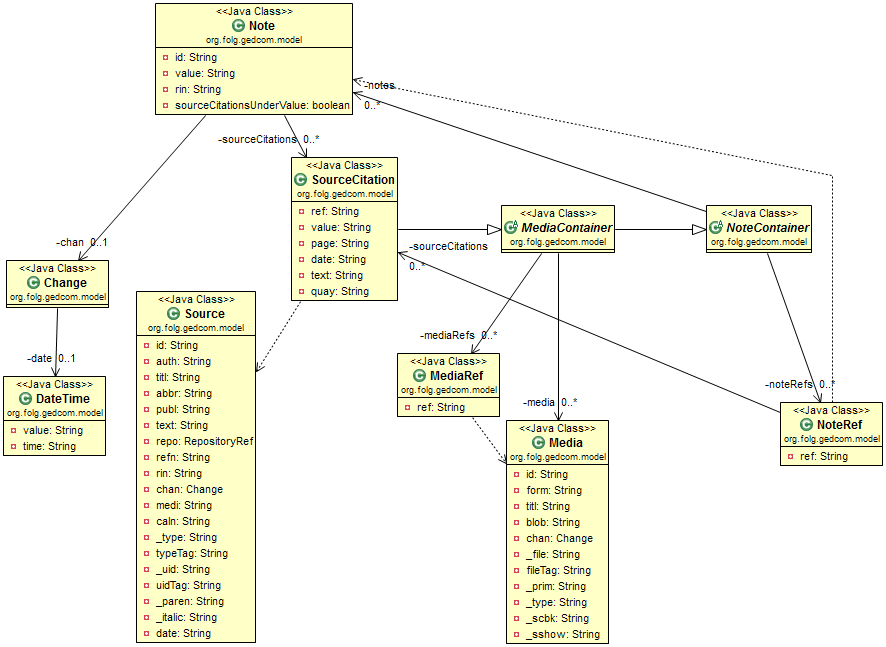 <<Java Class>>
Note
org.folg.gedcom.model
id: String
value: String
rin: String
sourceCitationsUnderValue: boolean
-notes
0..*
-sourceCitations 0..*
<<Java Class>>
SourceCitation
org.folg.gedcom.model
ref: String
value: String
page: String
date: String
text: String
quay: String
<<Java Class>>
MediaContainer
org.folg.gedcom.model
<<Java Class>>
NoteContainer
org.folg.gedcom.model
-sourceCitations
0..*
-chan 0..1
<<Java Class>>
Change
org.folg.gedcom.model
-date 0..1
<<Java Class>>
DateTime
org.folg.gedcom.model
value: String
time: String
<<Java Class>>
Source
org.folg.gedcom.model
id: String
auth: String
titl: String
abbr: String
publ: String
text: String
repo: RepositoryRef
refn: String
rin: String
chan: Change
medi: String
caln: String
_type: String
typeTag: String
_uid: String
uidTag: String
_paren: String
_italic: String
date: String
-mediaRefs 0..*
<<Java Class>>
MediaRef
org.folg.gedcom.model
ref: String
-media 0..*
<<Java Class>>
Media
org.folg.gedcom.model
id: String
form: String
titl: String
blob: String
chan: Change
_file: String
fileTag: String
_prim: String
_type: String
_scbk: String
_sshow: String
-noteRefs 0..*
<<Java Class>>
NoteRef
org.folg.gedcom.model
ref: String